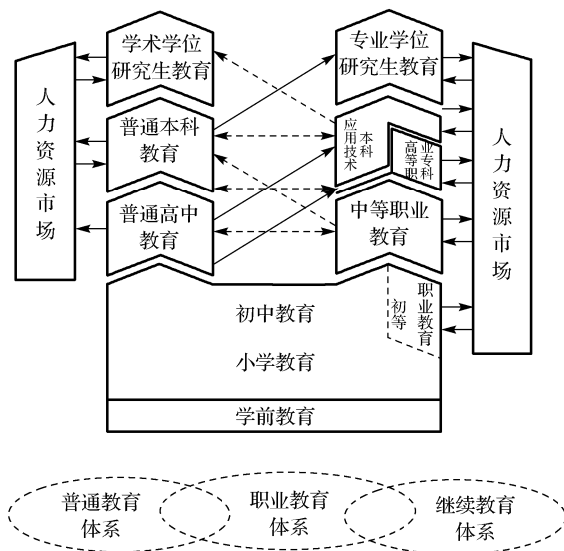 学术学位
研究生教育
专业学位
研究生教育
人力资源市场
普通本科
教育
应用技术
本科
高等职
业专科
人力资源市场
普通高中
教育
中等职业
教育
初中教育
初等
职业教育
小学教育
学前教育
普通教育
体系
职业教育
体系
继续教育
体系